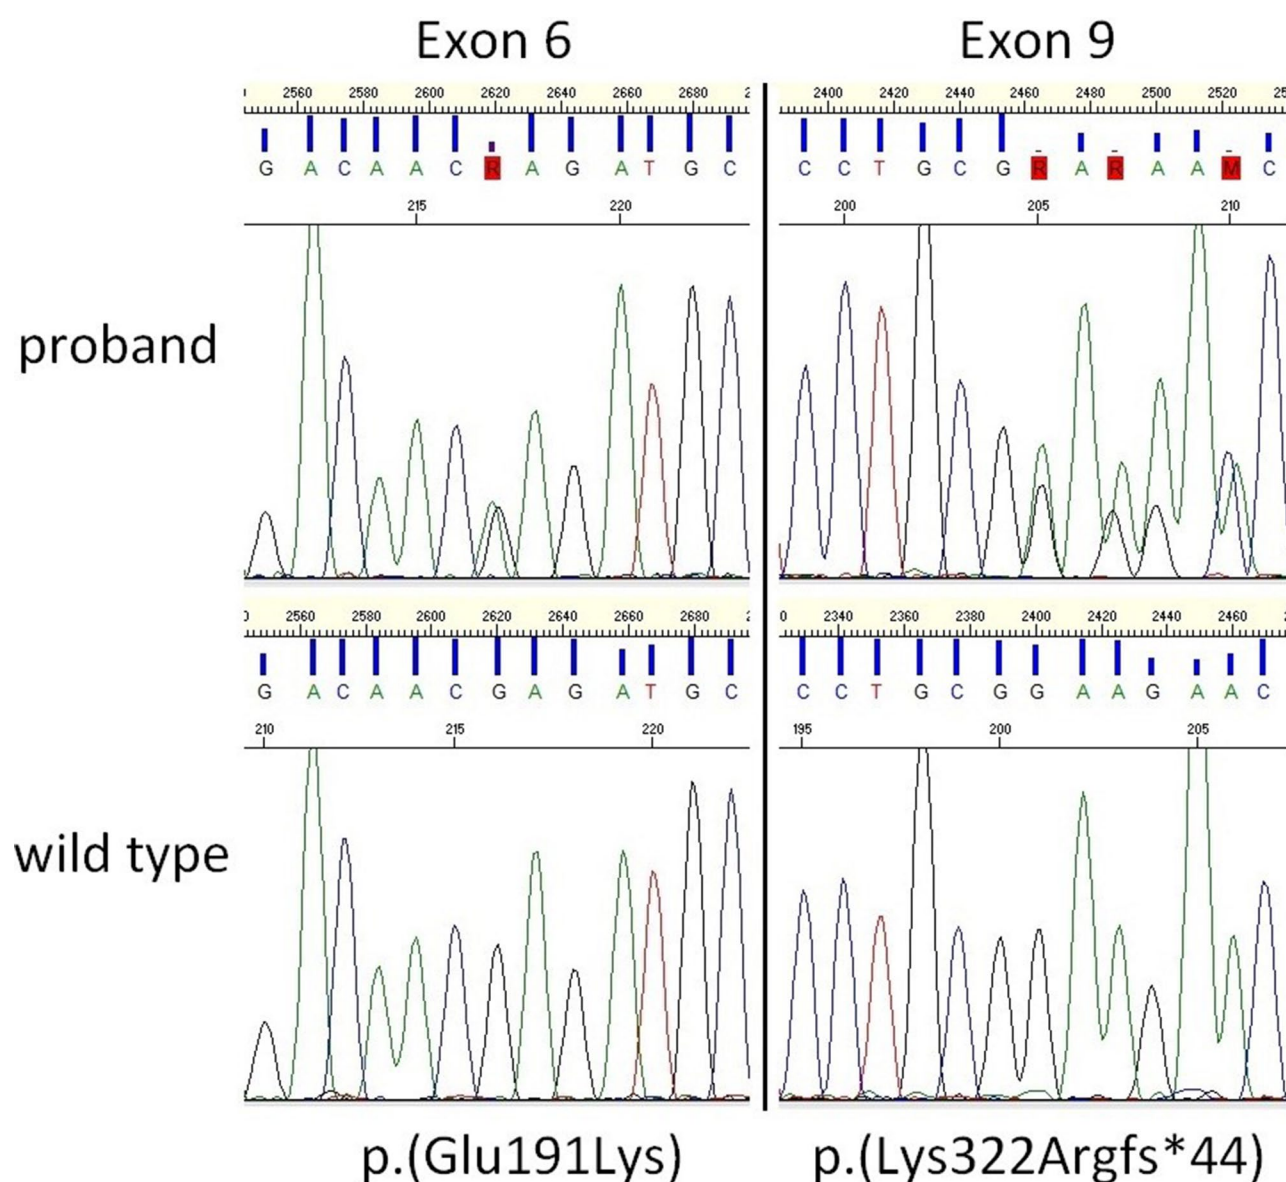 Exon 6 Exon 9
2560 2580 2600 2620 2640 2660 2680 2400 2420 2440 2460 2480 2500 2520
G A C A A C R A G A T G C C C T G C G R A R A A M C
215 220 200 205 210
proband
2560 2580 2600 2620 2640 2660 2680 0 2340 2360 2380 2400 2420 2440 2460
G A C A A C G A G A T G C C C T G C G G A A G A A C
210 215 220 195 200 205
wild type
p.(Glu191Lys) p.(Lys322Argfs*44)